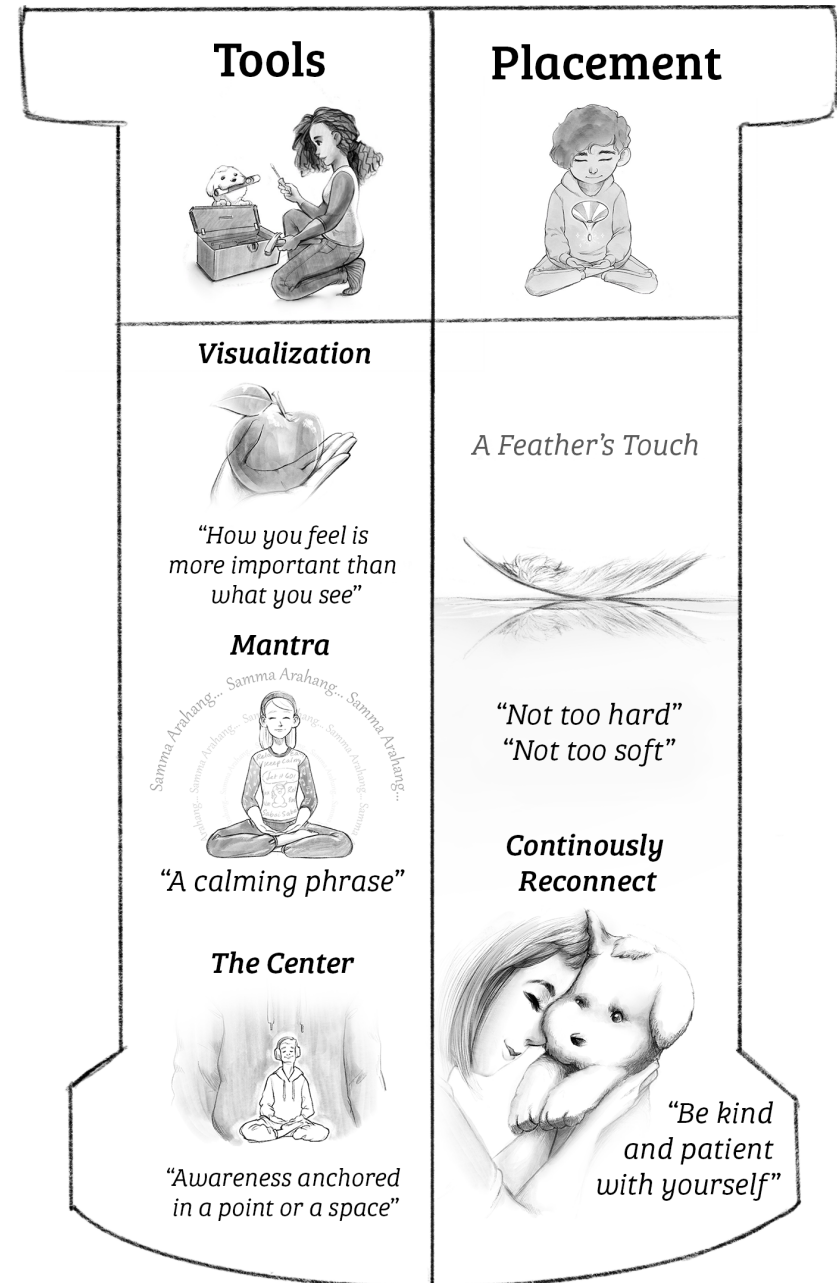 Tools
Visualization
“How you feel is
more important than
what you see”
Mantra
Samma Arahang... Samma Arahang... Samma Arahang...
“A calming phrase”
The Center
“Awareness anchored
in a point or a space”
Placement
A Feather’s Touch
“Not too hard”
“Not too soft”
Continously
Reconnect
“Be kind
and patient
with yourself”